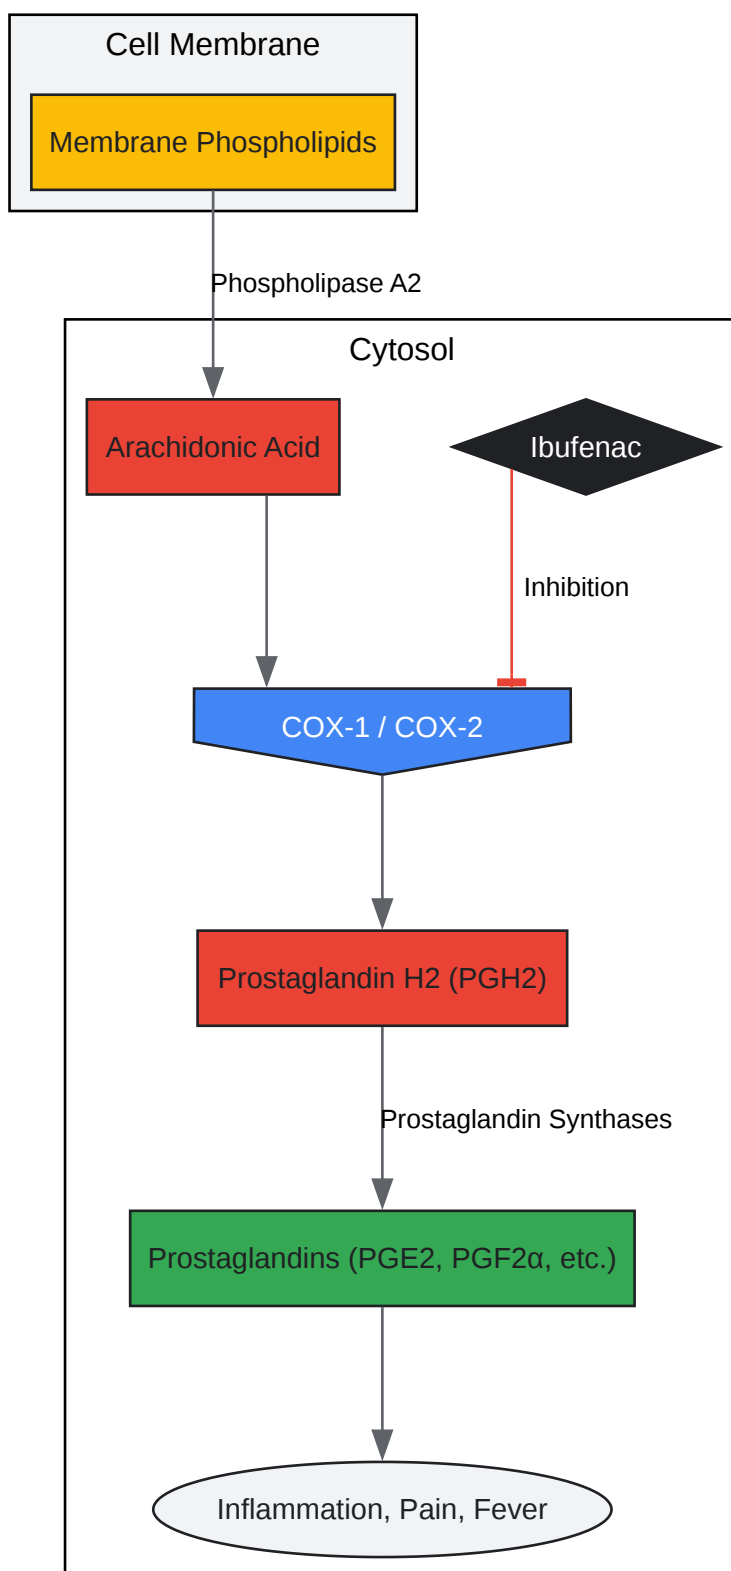 Cell Membrane
Membrane Phospholipids
Phospholipase A2
Cytosol
Arachidonic Acid
Ibufenac
Inhibition
COX-1 / COX-2
Prostaglandin H2 (PGH2)
Prostaglandin Synthases
Prostaglandins (PGE2, PGF2α, etc.)
Inflammation, Pain, Fever